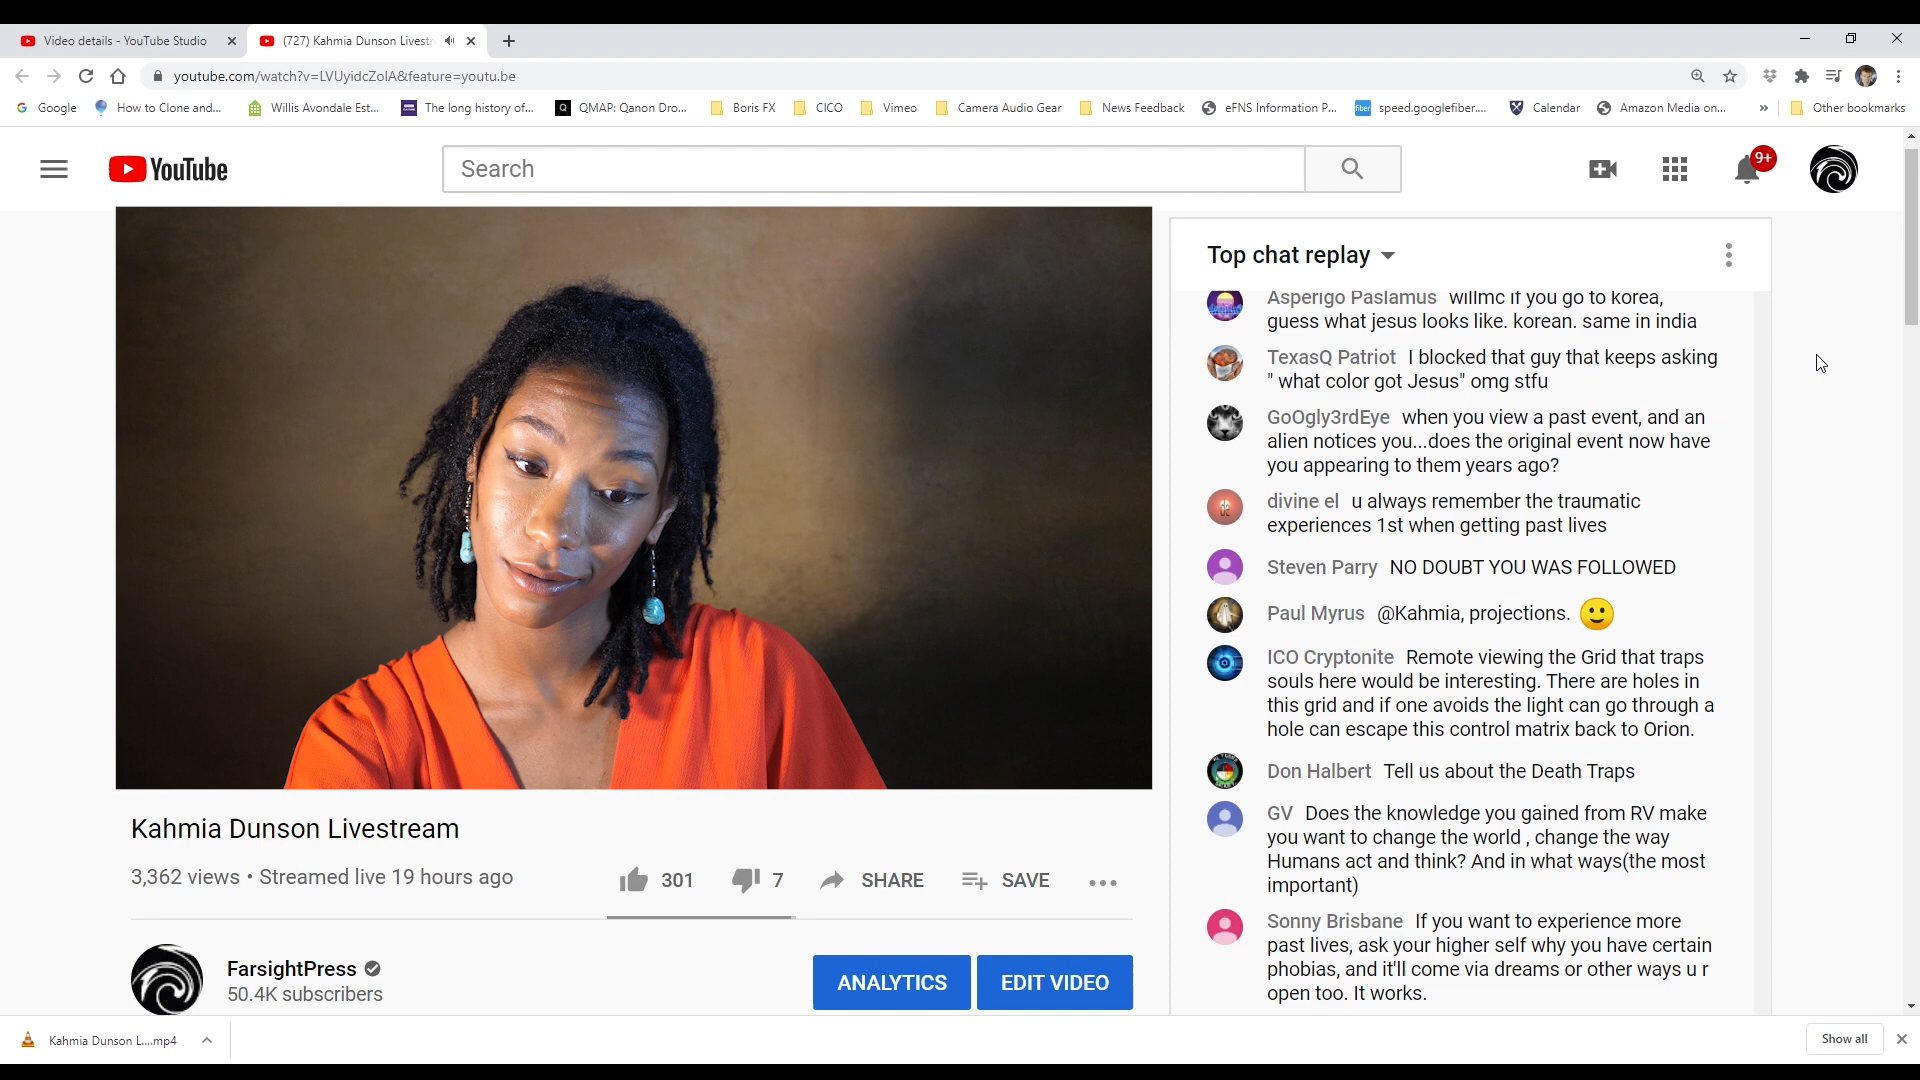 Video details - YouTube Studio
(727) Kahmia Dunson Livestr
youtube.com/watch?v=LVUyidcZolA&feature=youtu.be
Google
How to Clone and...
Willis Avondale Est...
The long history of...
QMAP: Qanon Dro...
Boris FX
CICO
Vimeo
Camera Audio Gear
News Feedback
eFNS Information P...
speed.googlefiber....
Calendar
Amazon Media on...
»
Other bookmarks
YouTube
Search
9+
Top chat replay
Asperigo Paslamus willmc if you go to korea,
guess what jesus looks like. korean. same in india
TexasQ Patriot I blocked that guy that keeps asking
" what color got Jesus" omg stfu
GoOgly3rdEye when you view a past event, and an
alien notices you...does the original event now have
you appearing to them years ago?
divine el u always remember the traumatic
experiences 1st when getting past lives
Steven Parry NO DOUBT YOU WAS FOLLOWED
Paul Myrus @Kahmia, projections. 🙂
ICO Cryptonite Remote viewing the Grid that traps
souls here would be interesting. There are holes in
this grid and if one avoids the light can go through a
hole can escape this control matrix back to Orion.
Don Halbert Tell us about the Death Traps
GV Does the knowledge you gained from RV make
you want to change the world , change the way
Humans act and think? And in what ways(the most
important)
Sonny Brisbane If you want to experience more
past lives, ask your higher self why you have certain
phobias, and it'll come via dreams or other ways u r
open too. It works.
Kahmia Dunson Livestream
3,362 views • Streamed live 19 hours ago
301
7
SHARE
SAVE
FarsightPress
50.4K subscribers
ANALYTICS
EDIT VIDEO
Kahmia Dunson L....mp4
Show all